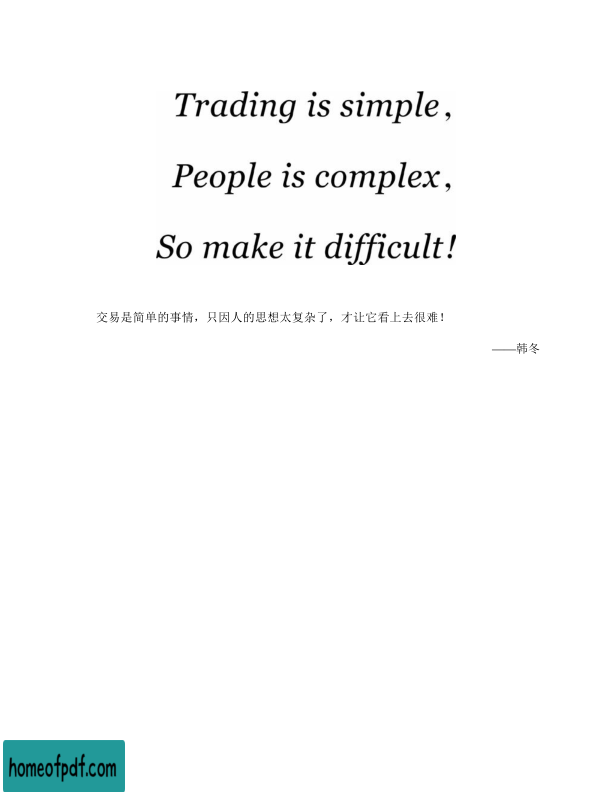 Trading is simple,
People is complex,
So make it difficult!
交易是简单的事情，只因人的思想太复杂了，才让它看上去很难！
——韩冬
homeofpdf.com